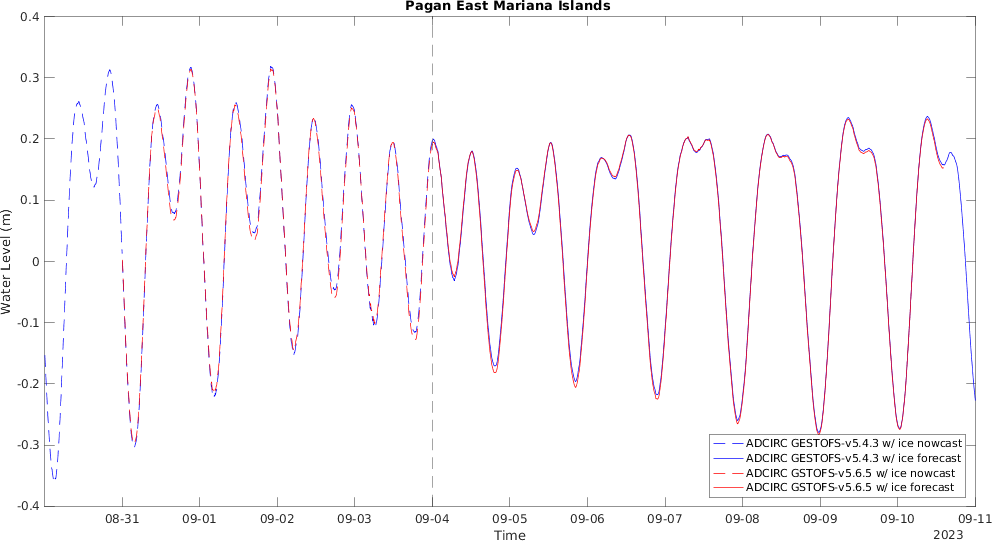 Pagan East Mariana Islands
Water Level (m)
0.4
0.3
0.2
0.1
0
-0.1
-0.2
-0.3
-0.4
08-31 09-01 09-02 09-03 09-04 09-05 09-06 09-07 09-08 09-09 09-10 09-11
Time
2023
ADCIRC GESTOFS-v5.4.3 w/ ice nowcast
ADCIRC GESTOFS-v5.4.3 w/ ice forecast
ADCIRC GSTOFS-v5.6.5 w/ ice nowcast
ADCIRC GSTOFS-v5.6.5 w/ ice forecast